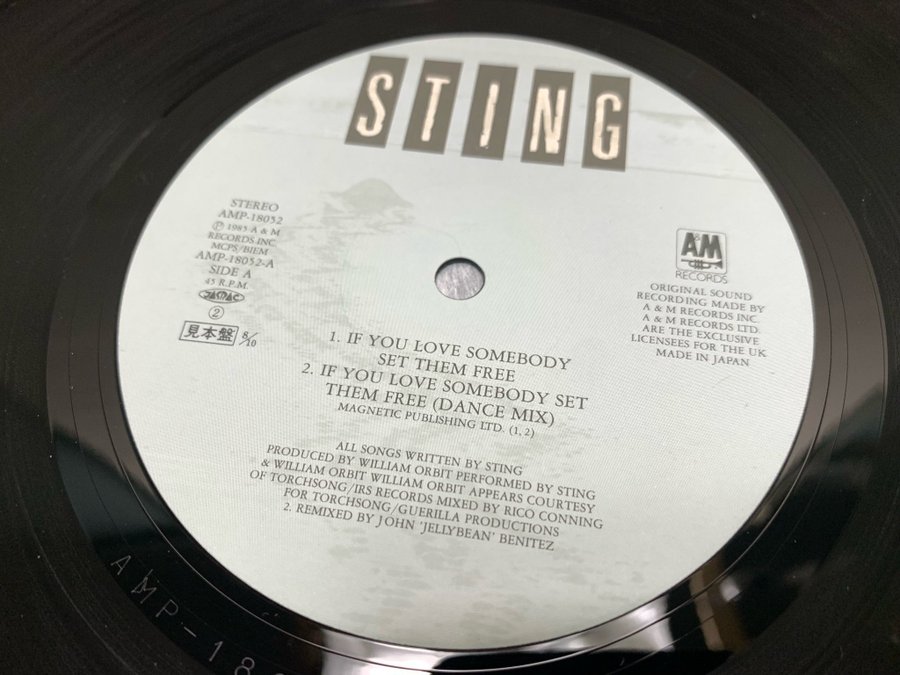 STING
STEREO
AMP-18052
Ⓟ 1985 A & M
RECORDS INC.
MCPS/BIEM
AMP-18052-A
SIDE A
45 R.P.M.
JASRAC
②
見本盤 8/10
A&M
RECORDS
ORIGINAL SOUND
RECORDING MADE BY
A & M RECORDS INC
A & M RECORDS LTD.
ARE THE EXCLUSIVE
LICENSEES FOR THE UK
MADE IN JAPAN
1. IF YOU LOVE SOMEBODY
SET THEM FREE
2. IF YOU LOVE SOMEBODY SET
THEM FREE (DANCE MIX)
MAGNETIC PUBLISHING LTD. (1, 2)
ALL SONGS WRITTEN BY STING
PRODUCED BY WILLIAM ORBIT PERFORMED BY STING
& WILLIAM ORBIT WILLIAM ORBIT APPEARS COURTESY
OF TORCHSONG/IRS RECORDS MIXED BY RICO CONNING
FOR TORCHSONG/GUERILLA PRODUCTIONS
2. REMIXED BY JOHN 'JELLYBEAN' BENITEZ
AMP-18